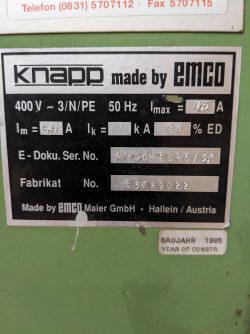 Telefon (0831) 5707112 · Fax 5707115
knapp made by emco
400 V ~ 3/N/PE 50 Hz Imax = A
Im = A Ik = kA % ED
E - Doku. Ser. No.
Fabrikat No.
Made by emco Maier GmbH · Hallein / Austria
BAUJAHR 1995
YEAR OF CONSTR.